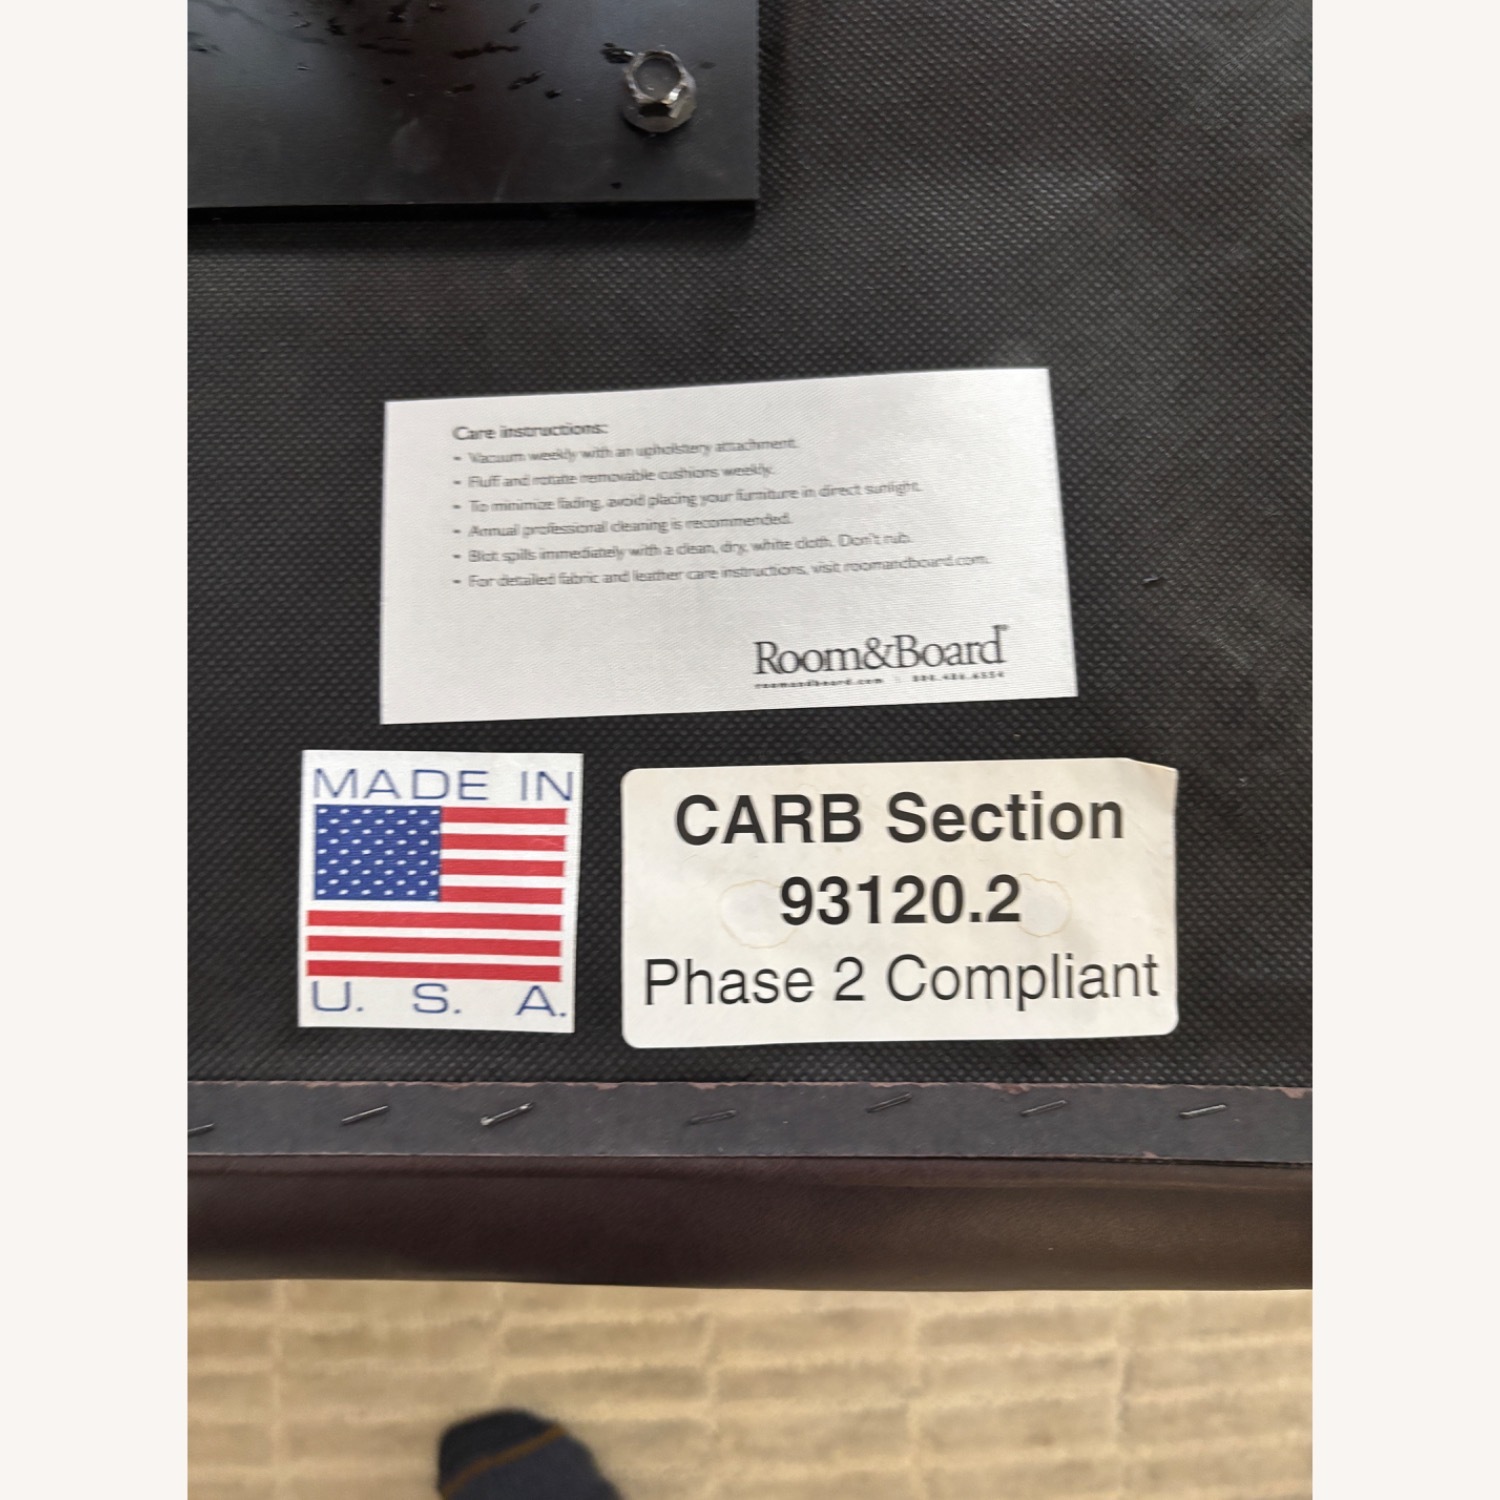 Care instructions:
• Vacuum weekly with an upholstery attachment.
• Fluff and rotate removable cushions weekly.
• To minimize fading, avoid placing your furniture in direct sunlight.
• Annual professional cleaning is recommended.
• Blot spills immediately with a clean, dry, white cloth. Don't rub.
• For detailed fabric and leather care instructions, visit roomandboard.com.
Room&Board®
roomandboard.com |
MADE IN
U. S. A.
CARB Section
93120.2
Phase 2 Compliant